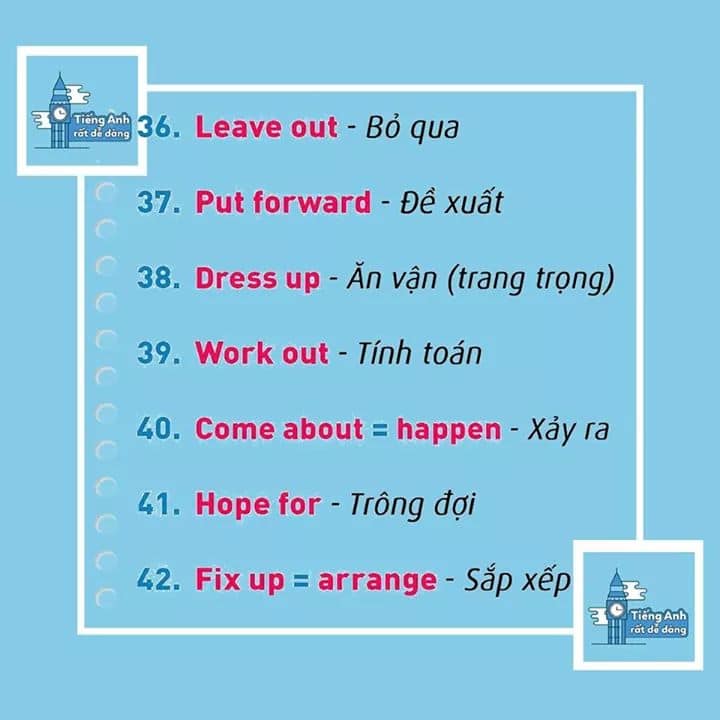 Tiếng Anh
rất dễ dàng
36. Leave out - Bỏ qua
37. Put forward - Đề xuất
38. Dress up - Ăn vận (trang trọng)
39. Work out - Tính toán
40. Come about = happen - Xảy ra
41. Hope for - Trông đợi
42. Fix up = arrange - Sắp xếp
Tiếng Anh
rất dễ dàng